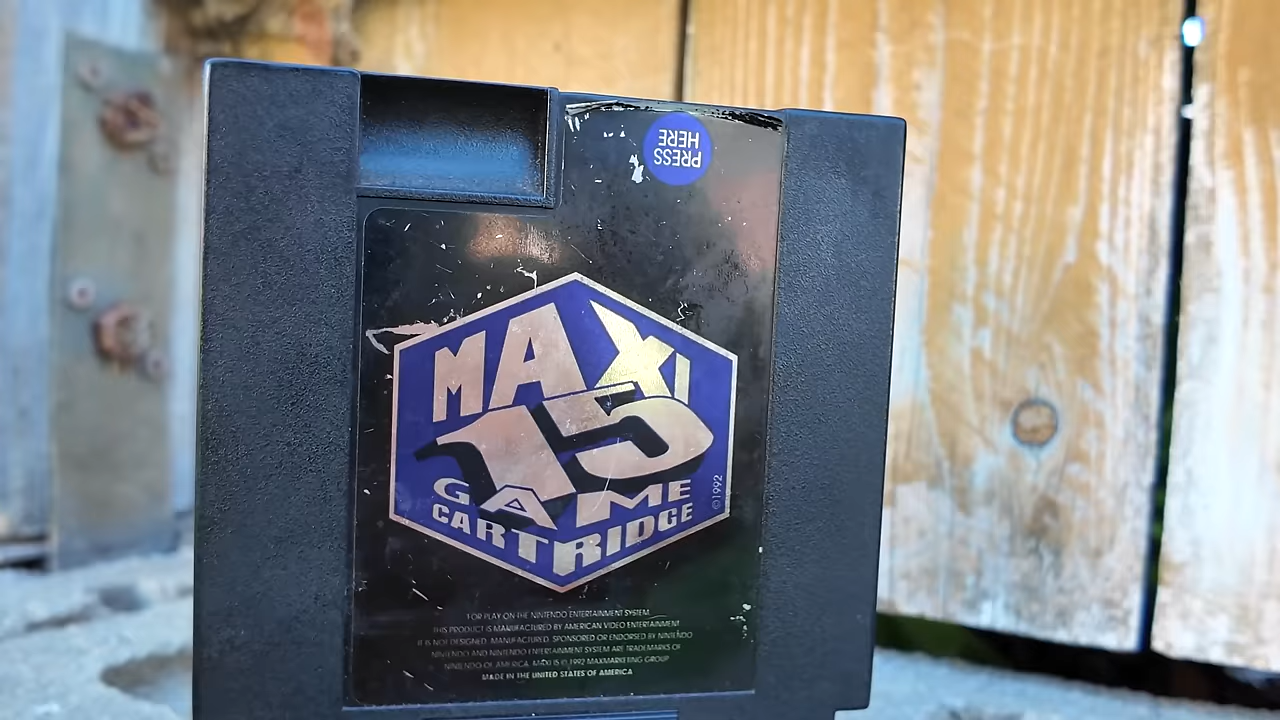 PRESS
HERE
MAXI
15
GAME
CARTRIDGE
©1992
FOR PLAY ON THE NINTENDO ENTERTAINMENT SYSTEM.
THIS PRODUCT IS MANUFACTURED BY AMERICAN VIDEO ENTERTAINMENT
IT IS NOT DESIGNED, MANUFACTURED, SPONSORED OR ENDORSED BY NINTENDO
NINTENDO AND NINTENDO ENTERTAINMENT SYSTEM ARE TRADEMARKS OF
NINTENDO OF AMERICA. MAXI IS © 1992 MAXMARKETING GROUP
MADE IN THE UNITED STATES OF AMERICA